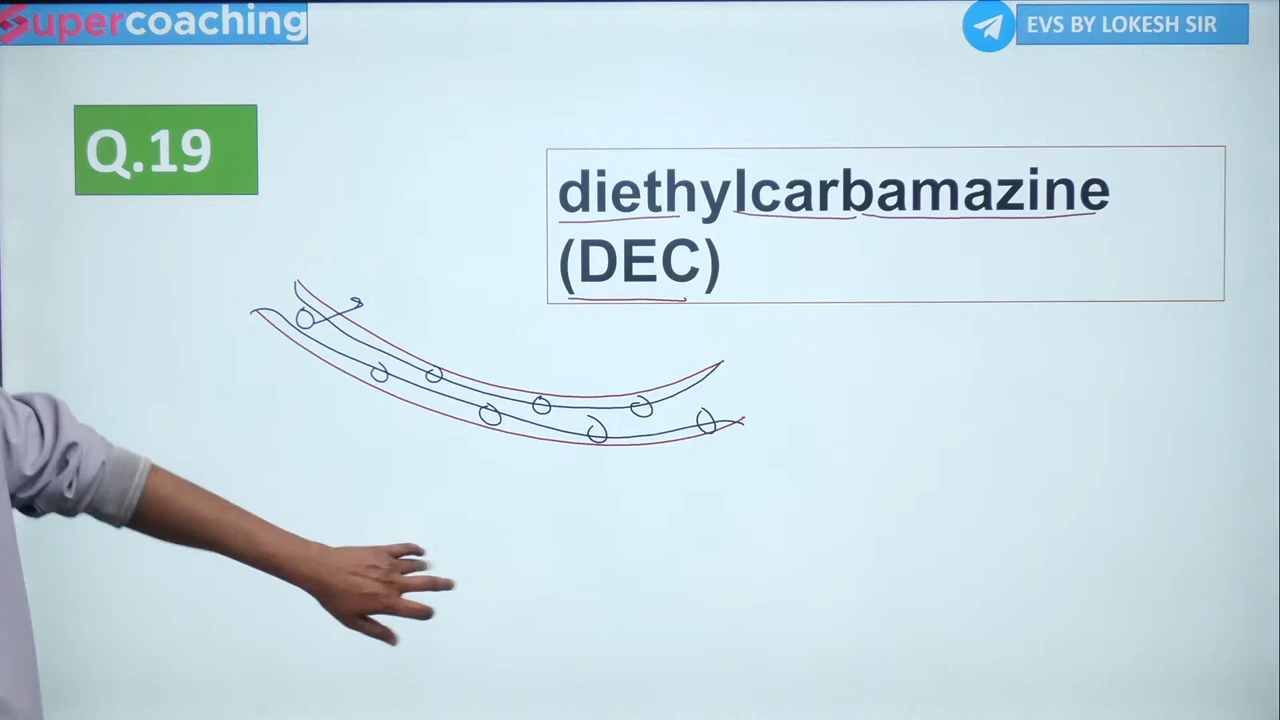 Supercoaching
EVS BY LOKESH SIR
Q.19
diethylcarbamazine
(DEC)